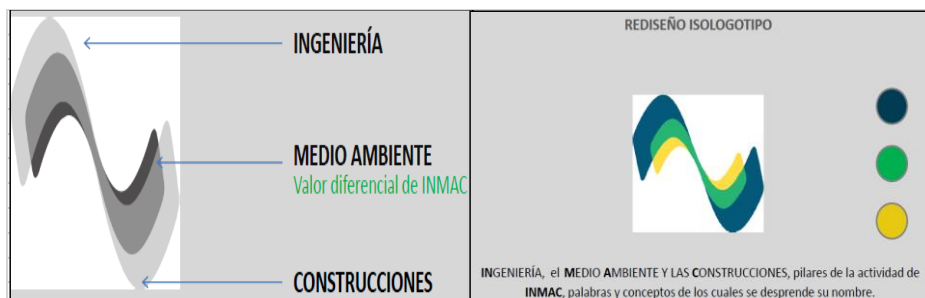 INGENIERÍA
MEDIO AMBIENTE
Valor diferencial de INMAC
CONSTRUCCIONES
REDISEÑO ISOLOGOTIPO
INGENIERÍA, el MEDIO AMBIENTE Y LAS CONSTRUCCIONES, pilares de la actividad de
INMAC, palabras y conceptos de los cuales se desprende su nombre.